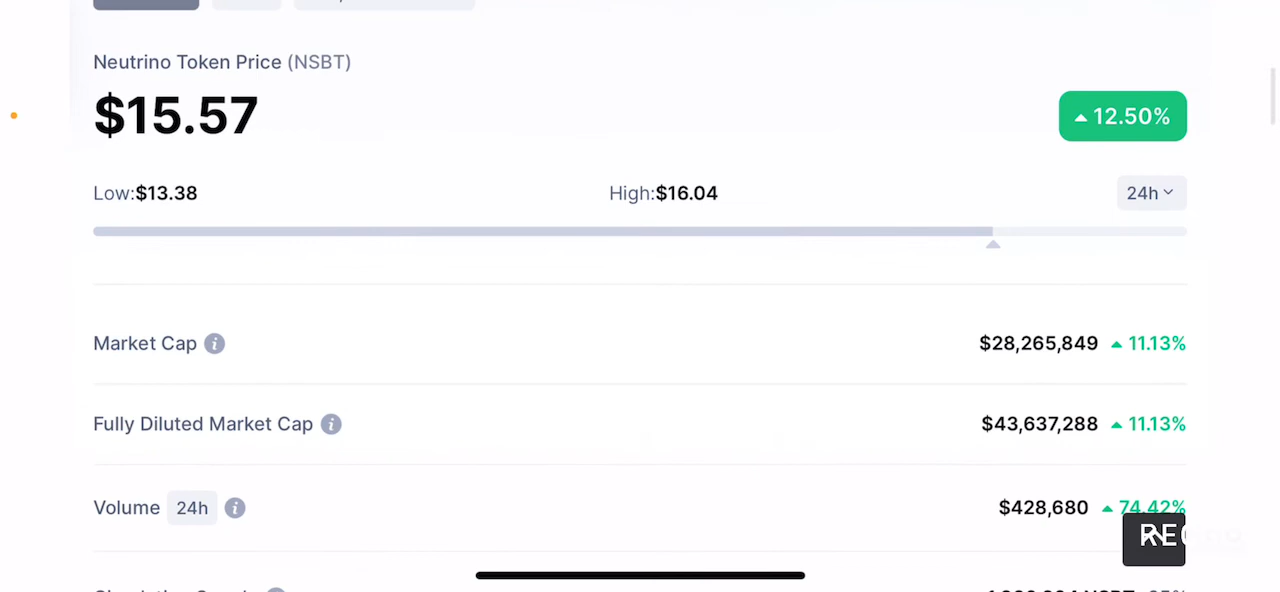 Neutrino Token Price (NSBT)
$15.57
12.50%
Low:$13.38
High:$16.04
24h
Market Cap
$28,265,849 11.13%
Fully Diluted Market Cap
$43,637,288 11.13%
Volume 24h
$428,680 74.42%